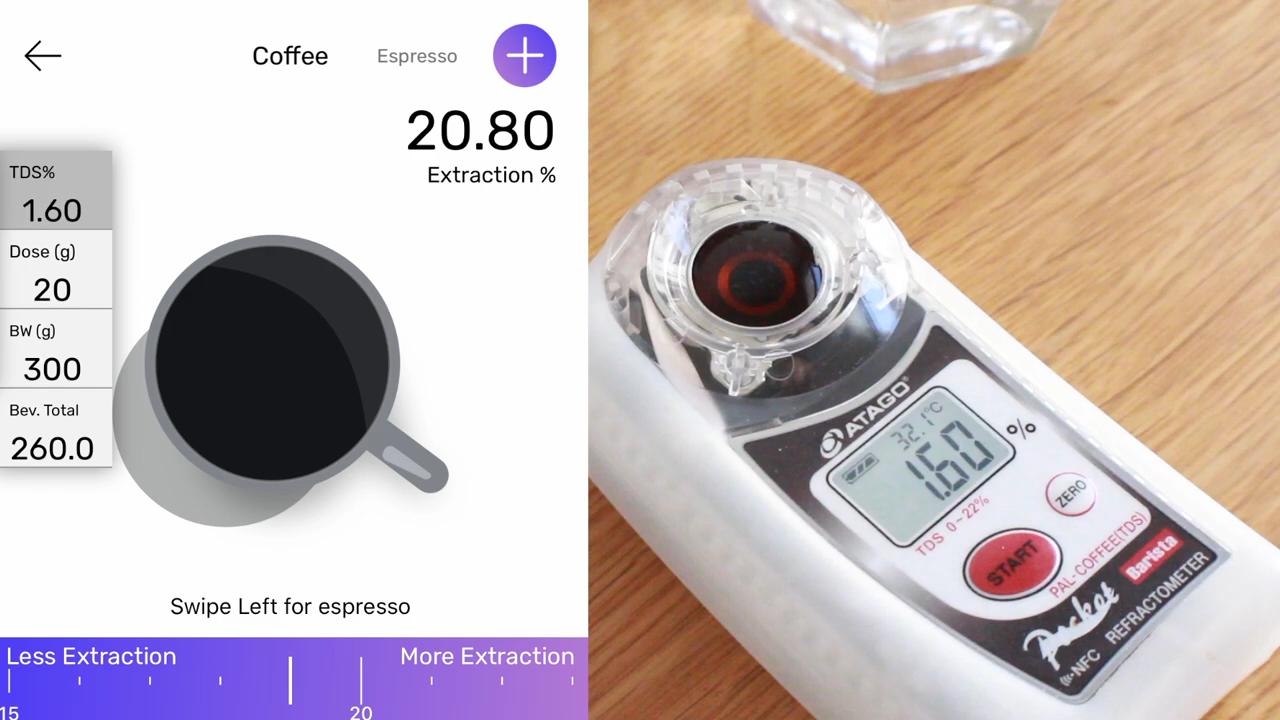 Coffee
Espresso
20.80
Extraction %
TDS%
1.60
Dose (g)
20
BW (g)
300
Bev. Total
260.0
Swipe Left for espresso
Less Extraction
More Extraction
15
20
ATAGO®
32.1°C
1.60
%
TDS 0~22%
ZERO
START
PAL-COFFEE(TDS)
Barista
Pocket
REFRACTOMETER
NFC